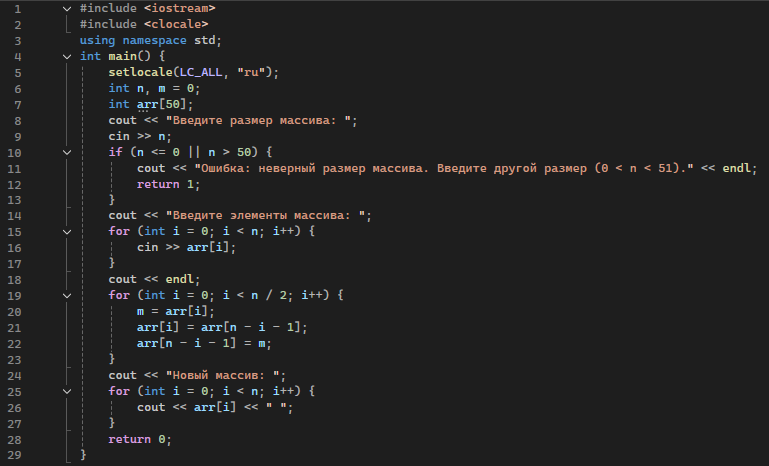 1 #include <iostream>
2 #include <clocale>
3 using namespace std;
4 int main() {
5     setlocale(LC_ALL, "ru");
6     int n, m = 0;
7     int arr[50];
8     cout << "Введите размер массива: ";
9     cin >> n;
10     if (n <= 0 || n > 50) {
11         cout << "Ошибка: неверный размер массива. Введите другой размер (0 < n < 51)." << endl;
12         return 1;
13     }
14     cout << "Введите элементы массива: ";
15     for (int i = 0; i < n; i++) {
16         cin >> arr[i];
17     }
18     cout << endl;
19     for (int i = 0; i < n / 2; i++) {
20         m = arr[i];
21         arr[i] = arr[n - i - 1];
22         arr[n - i - 1] = m;
23     }
24     cout << "Новый массив: ";
25     for (int i = 0; i < n; i++) {
26         cout << arr[i] << " ";
27     }
28     return 0;
29 }